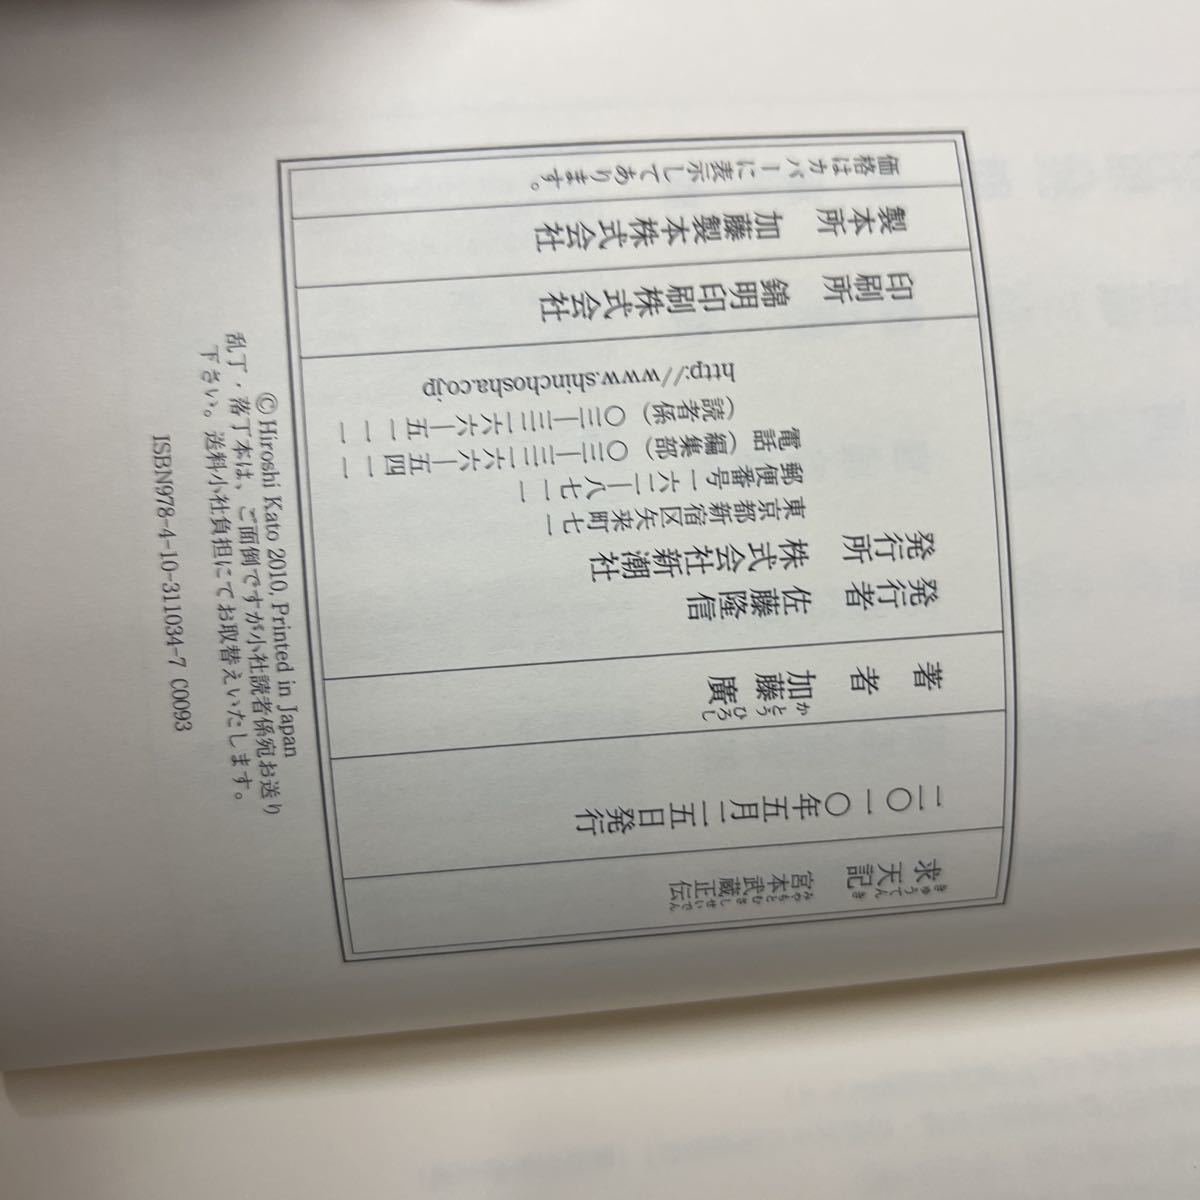 求天記
きゅうてんき
宮本武蔵正伝
みやもとむさしせいでん
二〇一〇年五月二五日発行
著者　加藤廣
かとうひろし
発行者　佐藤隆信
発行所　株式会社新潮社
東京都新宿区矢来町七一
郵便番号一六二―八七一一
電話（編集部）〇三―三二六六―五四一一
（読者係）〇三―三二六六―五一一一
http://www.shinchosha.co.jp
印刷所　錦明印刷株式会社
製本所　加藤製本株式会社
価格はカバーに表示してあります。
©Hiroshi Kato 2010, Printed in Japan
乱丁・落丁本は、ご面倒ですが小社読者係宛お送り
下さい。送料小社負担にてお取替えいたします。
ISBN978-4-10-311034-7 C0093